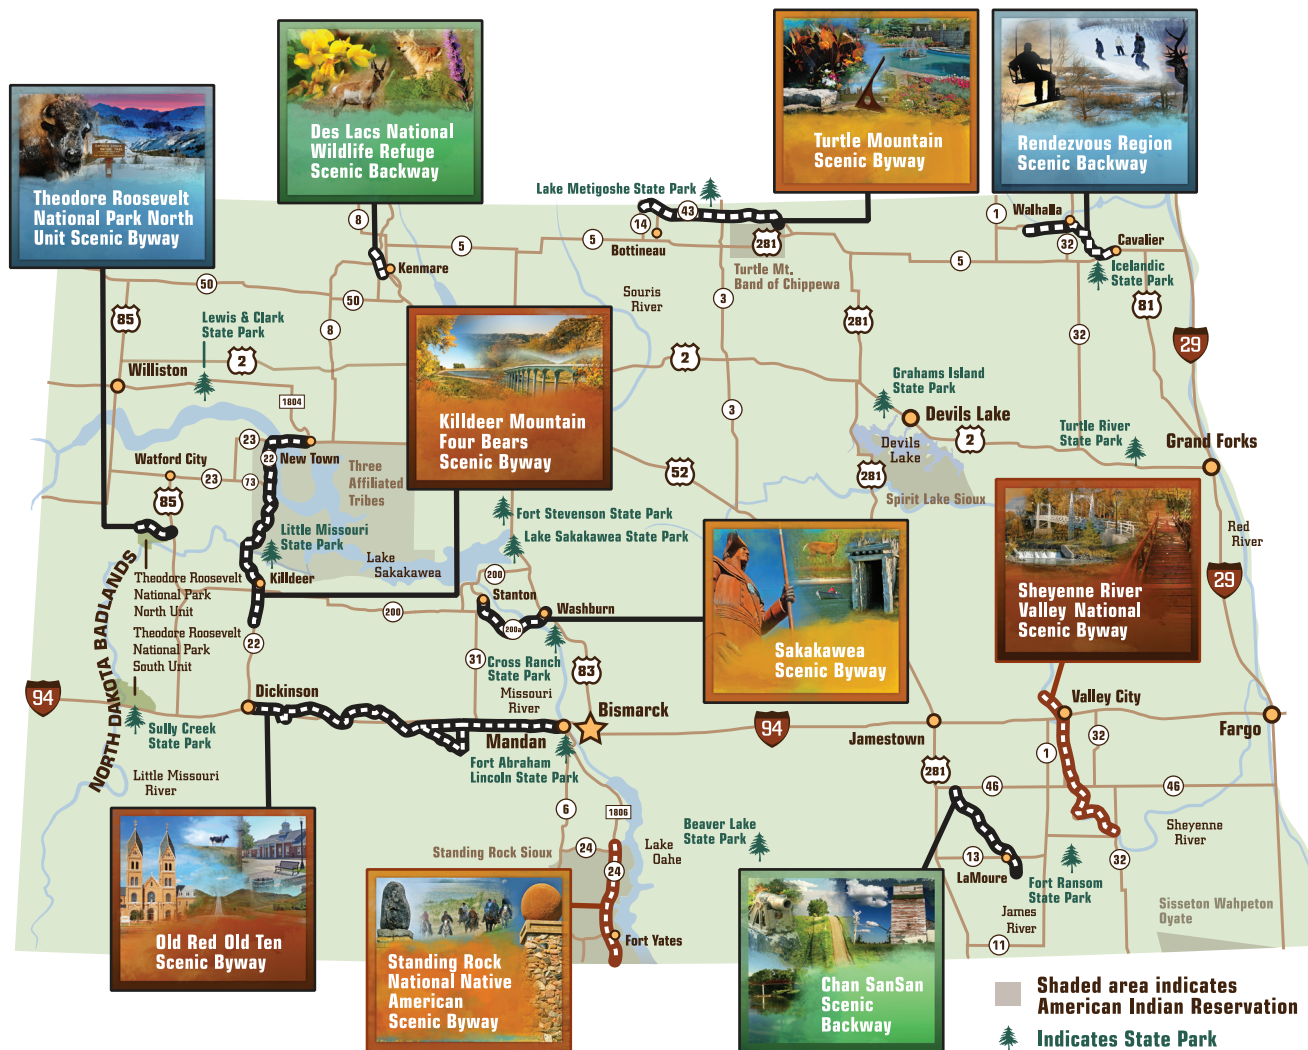 Theodore Roosevelt
National Park North
Unit Scenic Byway
Des Lacs National
Wildlife Refuge
Scenic Backway
Turtle Mountain
Scenic Byway
Rendezvous Region
Scenic Backway
Lake Metigoshe State Park
8
5
5
14
43
Bottineau
281
Turtle Mt.
Band of Chippewa
1
Walhalla
32
Cavalier
5
Icelandic
State Park
81
29
Kenmare
50
50
85
Lewis & Clark
State Park
2
8
Williston
1804
Souris
River
3
2
3
52
281
32
Killdeer Mountain
Four Bears
Scenic Byway
Grahams Island
State Park
Devils Lake
Devils
Lake
2
281
Spirit Lake Sioux
Turtle River
State Park
Grand Forks
Red
River
29
Watford City
23
23
22
New Town
73
85
Three
Affiliated
Tribes
Little Missouri
State Park
Lake
Sakakawea
Fort Stevenson State Park
Lake Sakakawea State Park
Killdeer
200
200
Stanton
200a
Washburn
Sakakawea
Scenic Byway
Sheyenne River
Valley National
Scenic Byway
Theodore Roosevelt
National Park
North Unit
Theodore Roosevelt
National Park
South Unit
NORTH DAKOTA BADLANDS
22
31
Cross Ranch
State Park
83
Missouri
River
94
Dickinson
Sully Creek
State Park
Mandan
Bismarck
94
Jamestown
Valley City
Fargo
Fort Abraham
Lincoln State Park
Little Missouri
River
281
46
46
1
32
6
1806
Old Red Old Ten
Scenic Byway
Standing Rock Sioux
24
24
Lake
Oahe
Fort Yates
Beaver Lake
State Park
13
LaMoure
Fort Ransom
State Park
32
Sheyenne
River
Standing Rock
National Native
American
Scenic Byway
Chan SanSan
Scenic
Backway
James
River
11
Sisseton Wahpeton
Oyate
Shaded area indicates
American Indian Reservation
Indicates State Park